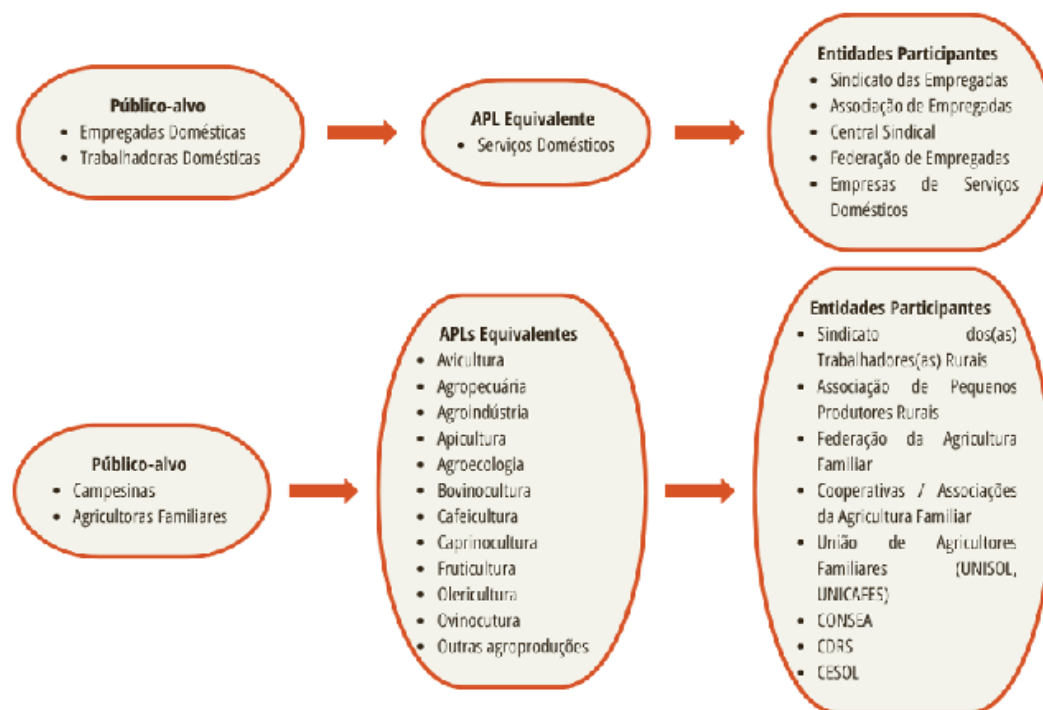 Público-alvo
• Empregadas Domésticas
• Trabalhadoras Domésticas
APL Equivalente
• Serviços Domésticos
Entidades Participantes
• Sindicato das Empregadas
• Associação de Empregadas
• Central Sindical
• Federação de Empregadas
• Empresas de Serviços
Domésticos
Público-alvo
• Campesinas
• Agricultoras Familiares
APLs Equivalentes
• Avicultura
• Agropecuária
• Agroindústria
• Apicultura
• Agroecologia
• Bovinocultura
• Cafeicultura
• Caprinocultura
• Fruticultura
• Olericultura
• Ovinocutura
• Outras agroproduções
Entidades Participantes
• Sindicato dos(as)
Trabalhadores(as) Rurais
• Associação de Pequenos
Produtores Rurais
• Federação da Agricultura
Familiar
• Cooperativas / Associações
da Agricultura Familiar
• União de Agricultores
Familiares (UNISOL,
UNICAFES)
• CONSEA
• CDRS
• CESOL